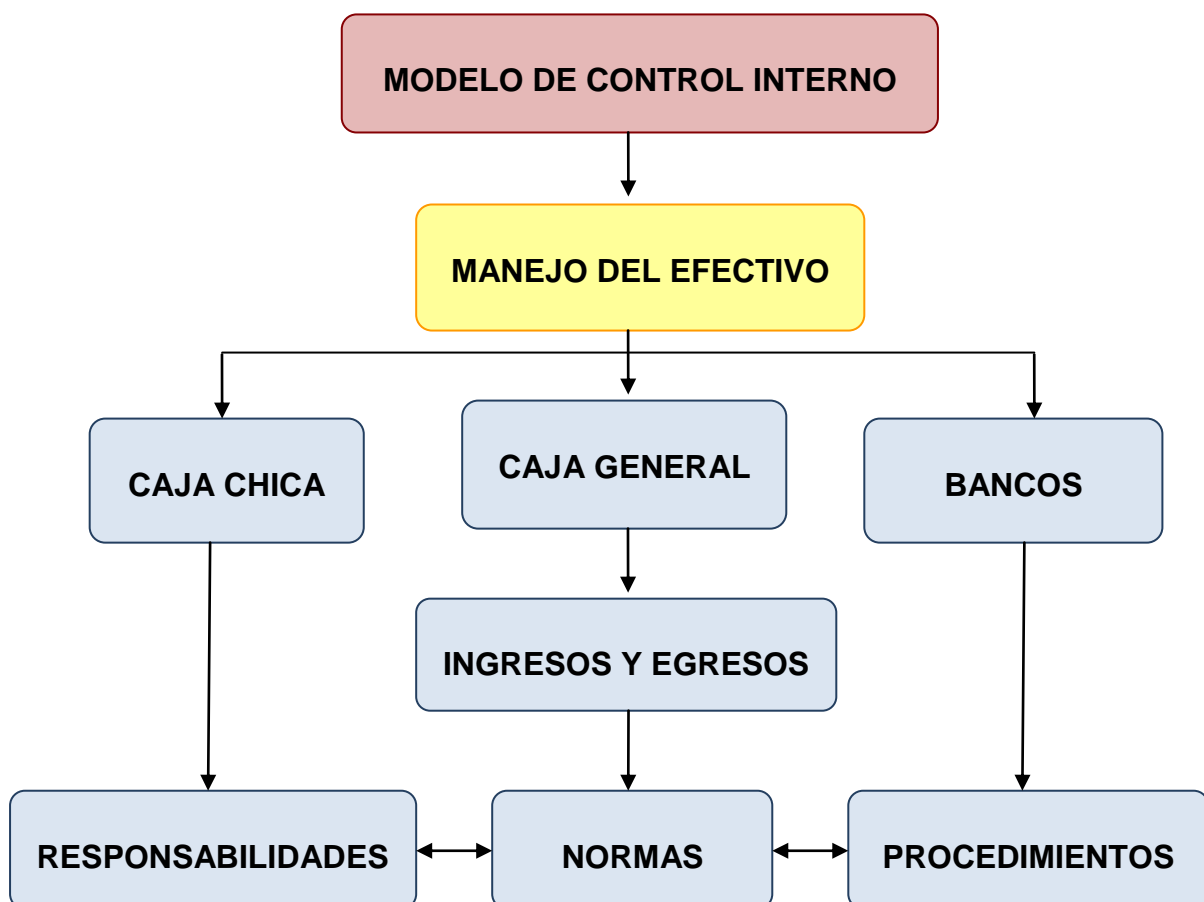 MODELO DE CONTROL INTERNO
MANEJO DEL EFECTIVO
CAJA CHICA
CAJA GENERAL
BANCOS
INGRESOS Y EGRESOS
RESPONSABILIDADES
NORMAS
PROCEDIMIENTOS